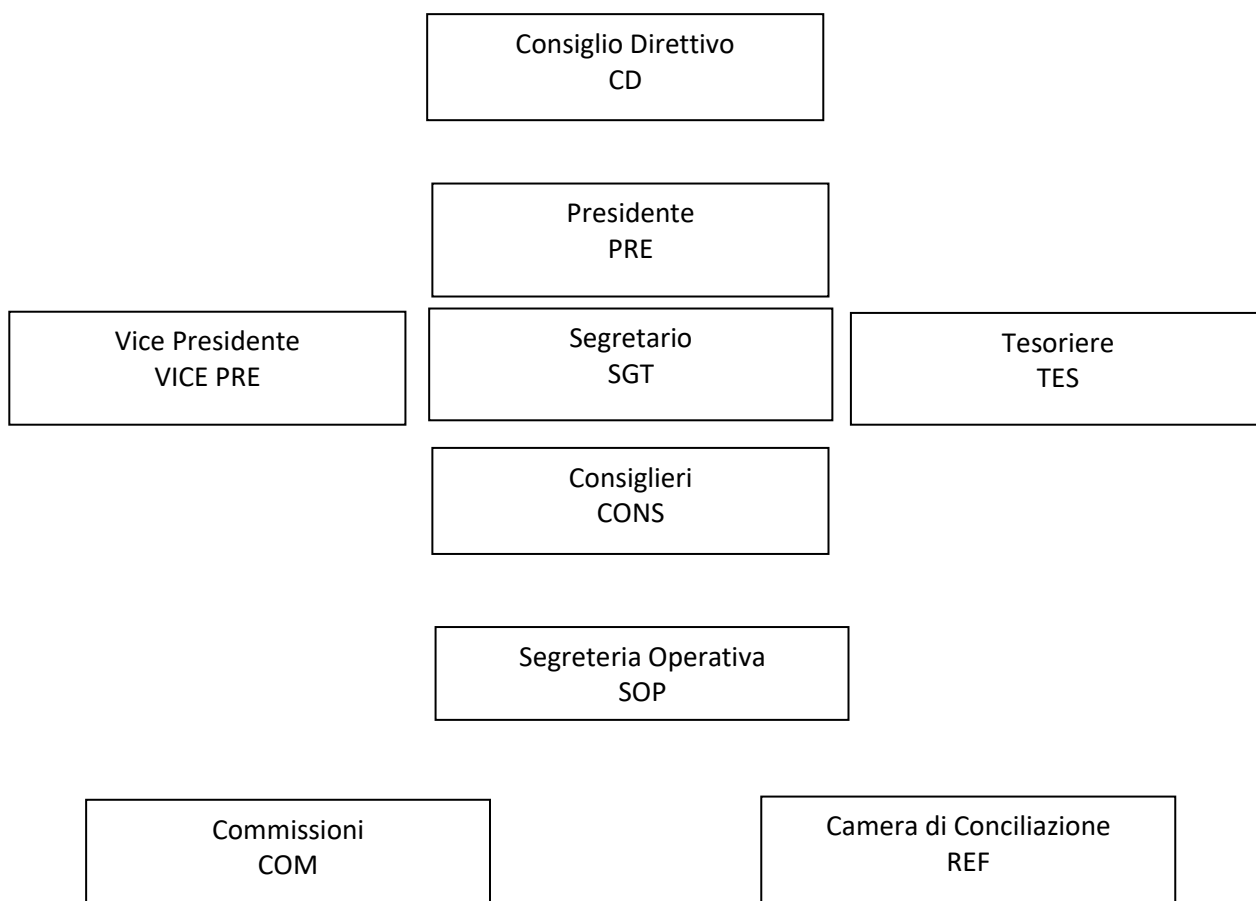 Consiglio Direttivo
CD
Presidente
PRE
Vice Presidente
VICE PRE
Segretario
SGT
Tesoriere
TES
Consiglieri
CONS
Segreteria Operativa
SOP
Commissioni
COM
Camera di Conciliazione
REF